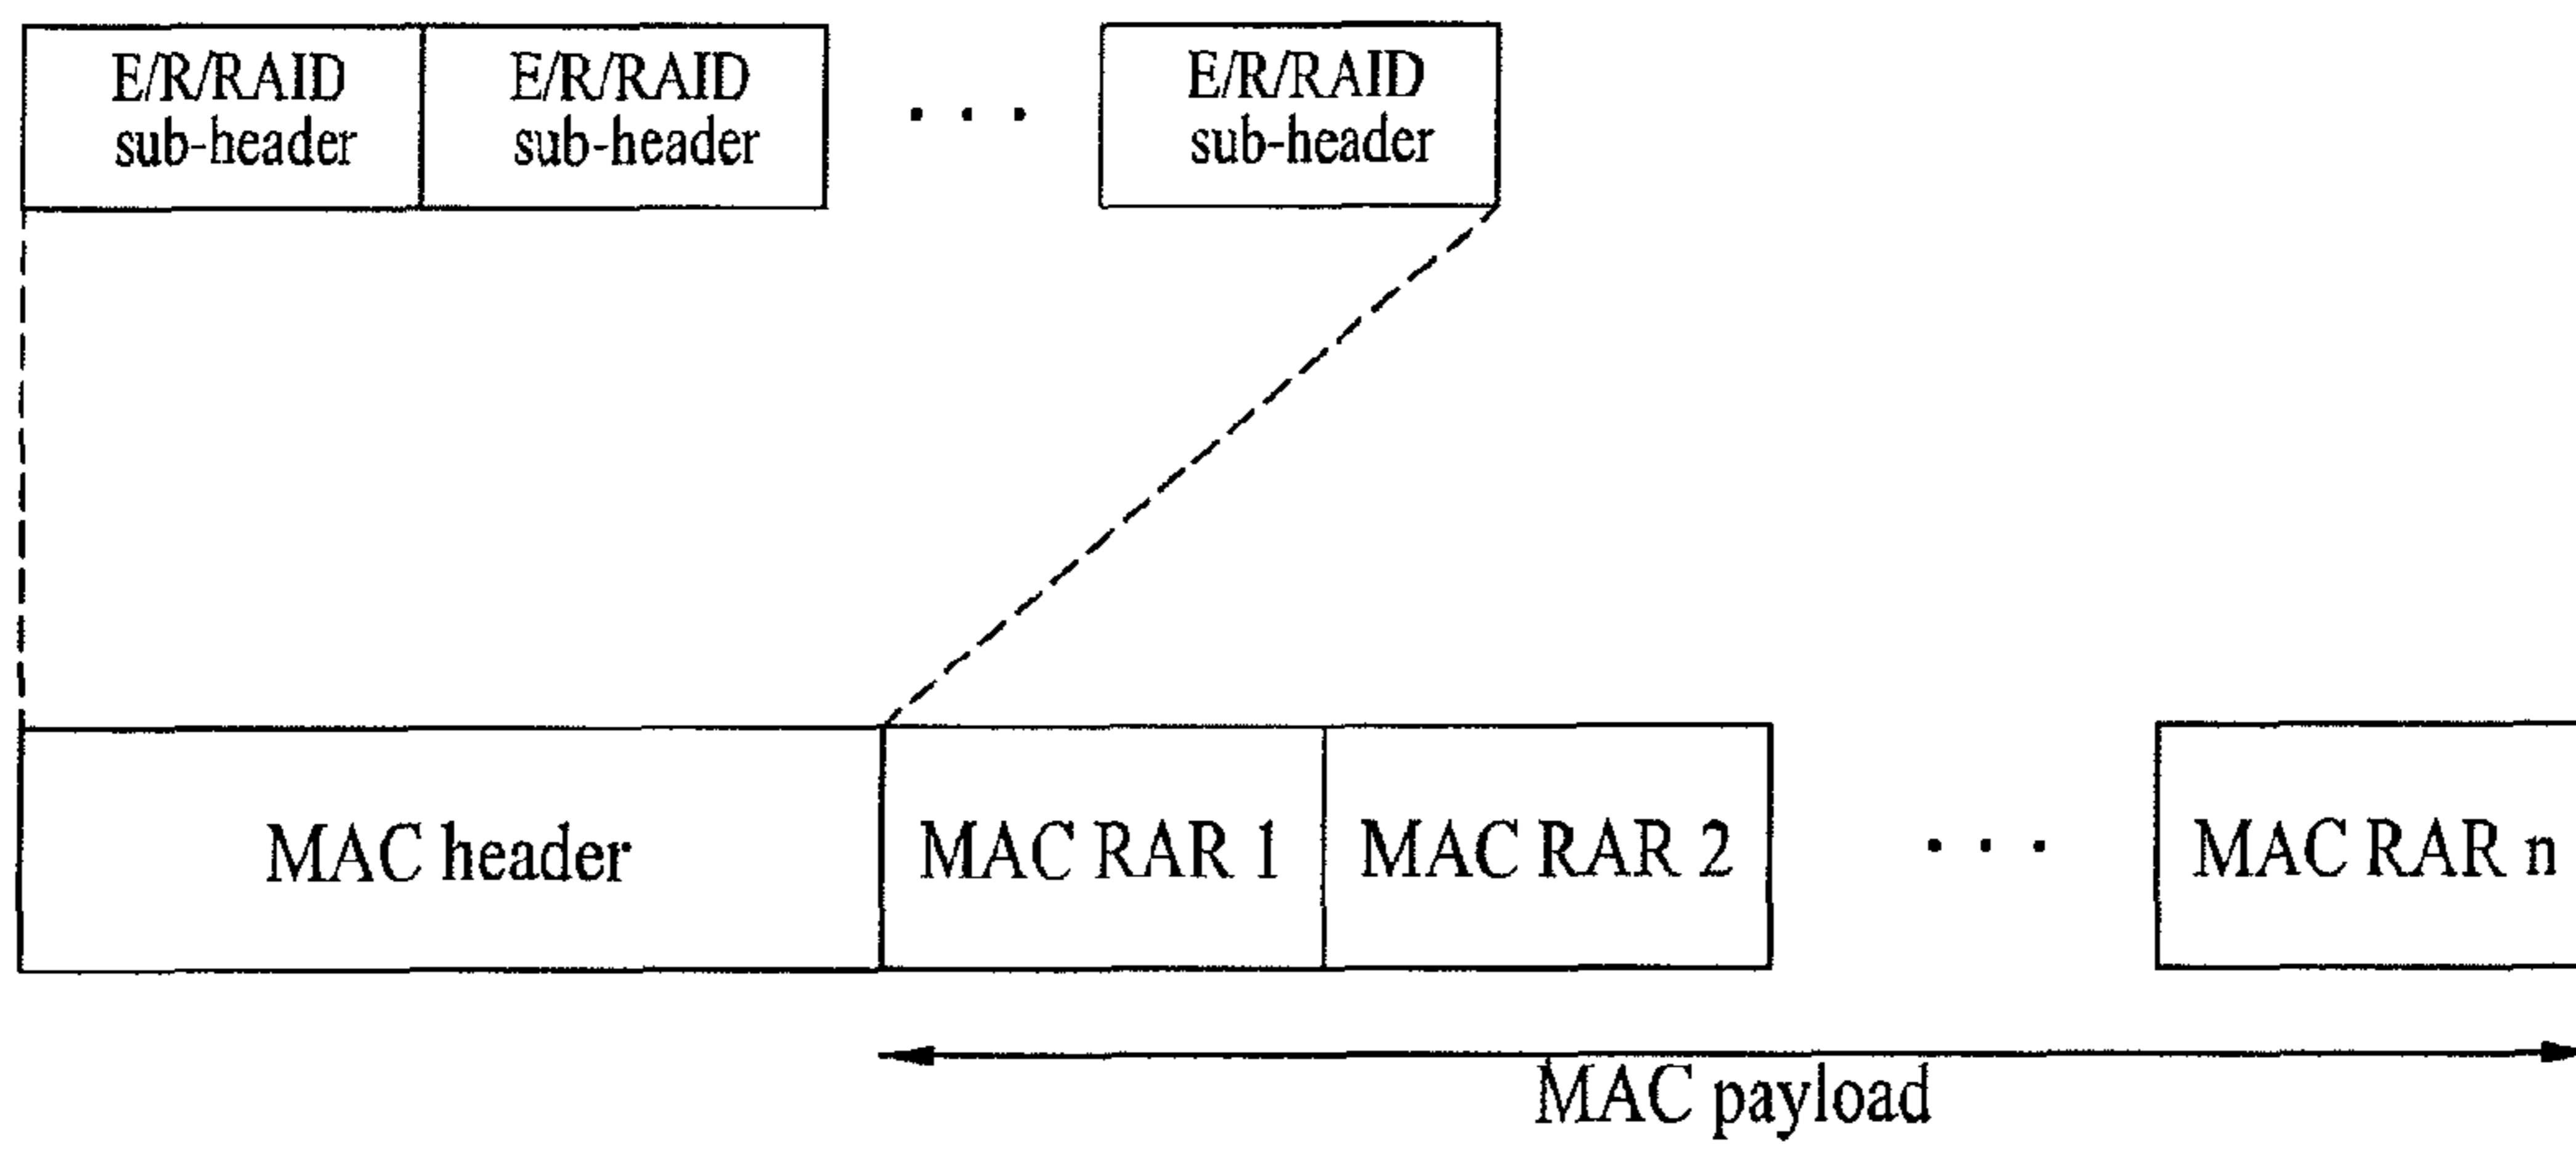 E/R/RAID
sub-header
E/R/RAID
sub-header
. . .
E/R/RAID
sub-header
MAC header
MAC RAR 1
MAC RAR 2
. . .
MAC RAR n
MAC payload